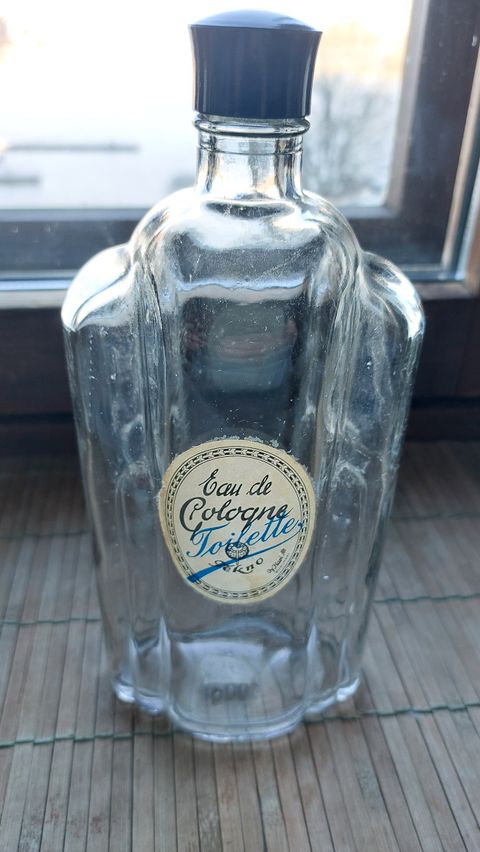 Eau de
Cologne
Toilette
Tekno